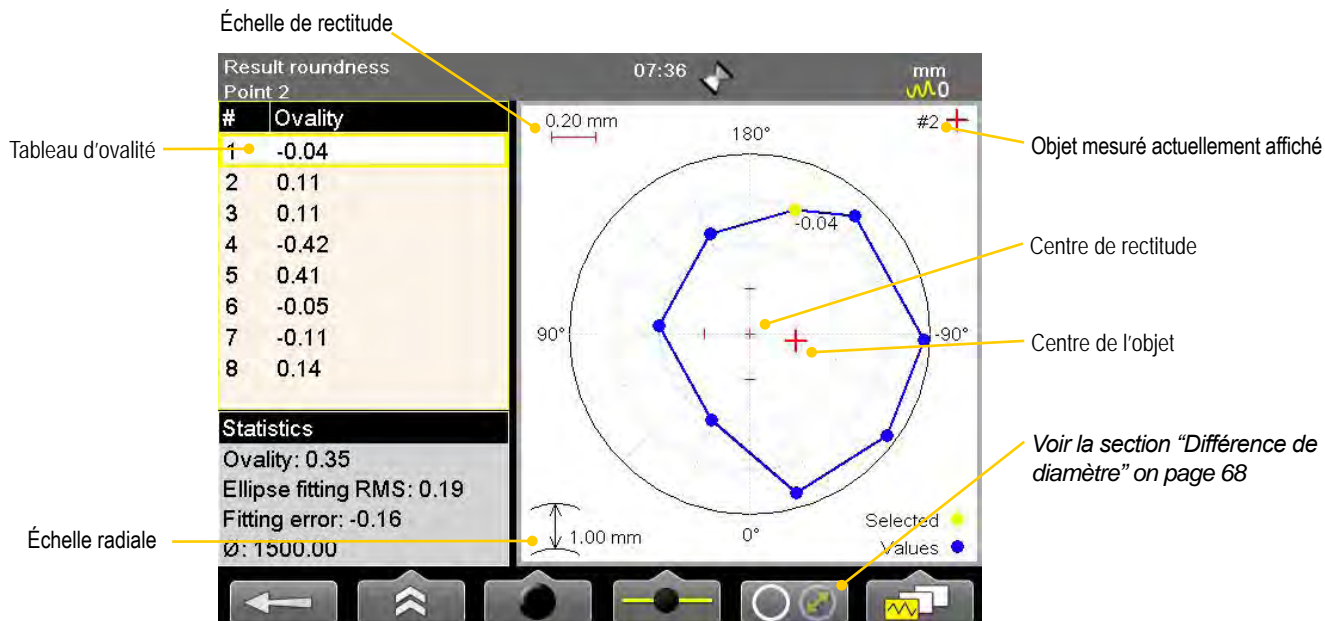 Échelle de rectitude
Result roundness
Point 2
07:36
mm
0
# Ovality
1 -0.04
2 0.11
3 0.11
4 -0.42
5 0.41
6 -0.05
7 -0.11
8 0.14
Tableau d'ovalité
Statistics
Ovality: 0.35
Ellipse fitting RMS: 0.19
Fitting error: -0.16
Ø: 1500.00
Échelle radiale
0.20 mm
180°
#2
-0.04
90°
-90°
1.00 mm
0°
Selected
Values
Objet mesuré actuellement affiché
Centre de rectitude
Centre de l'objet
Voir la section “Différence de
diamètre” on page 68